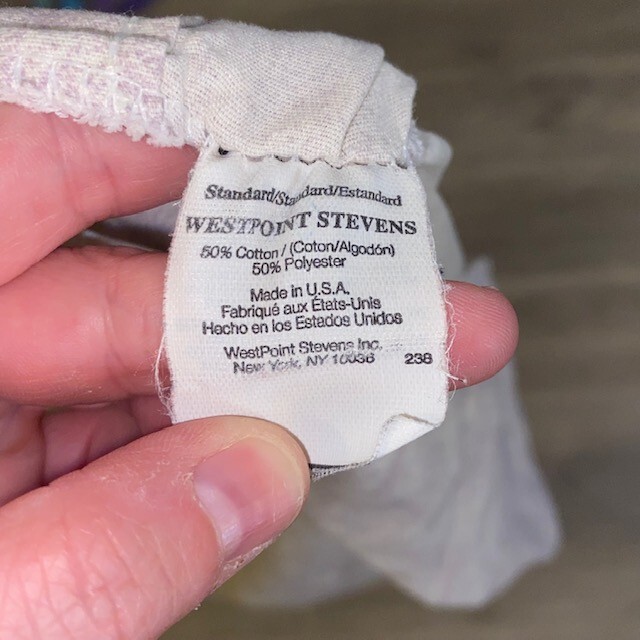 Standard/Standard/Estandard
WESTPOINT STEVENS
50% Cotton / (Coton/Algodón)
50% Polyester
Made in U.S.A.
Fabriqué aux États-Unis
Hecho en los Estados Unidos
WestPoint Stevens Inc.
New York, NY 10036 238